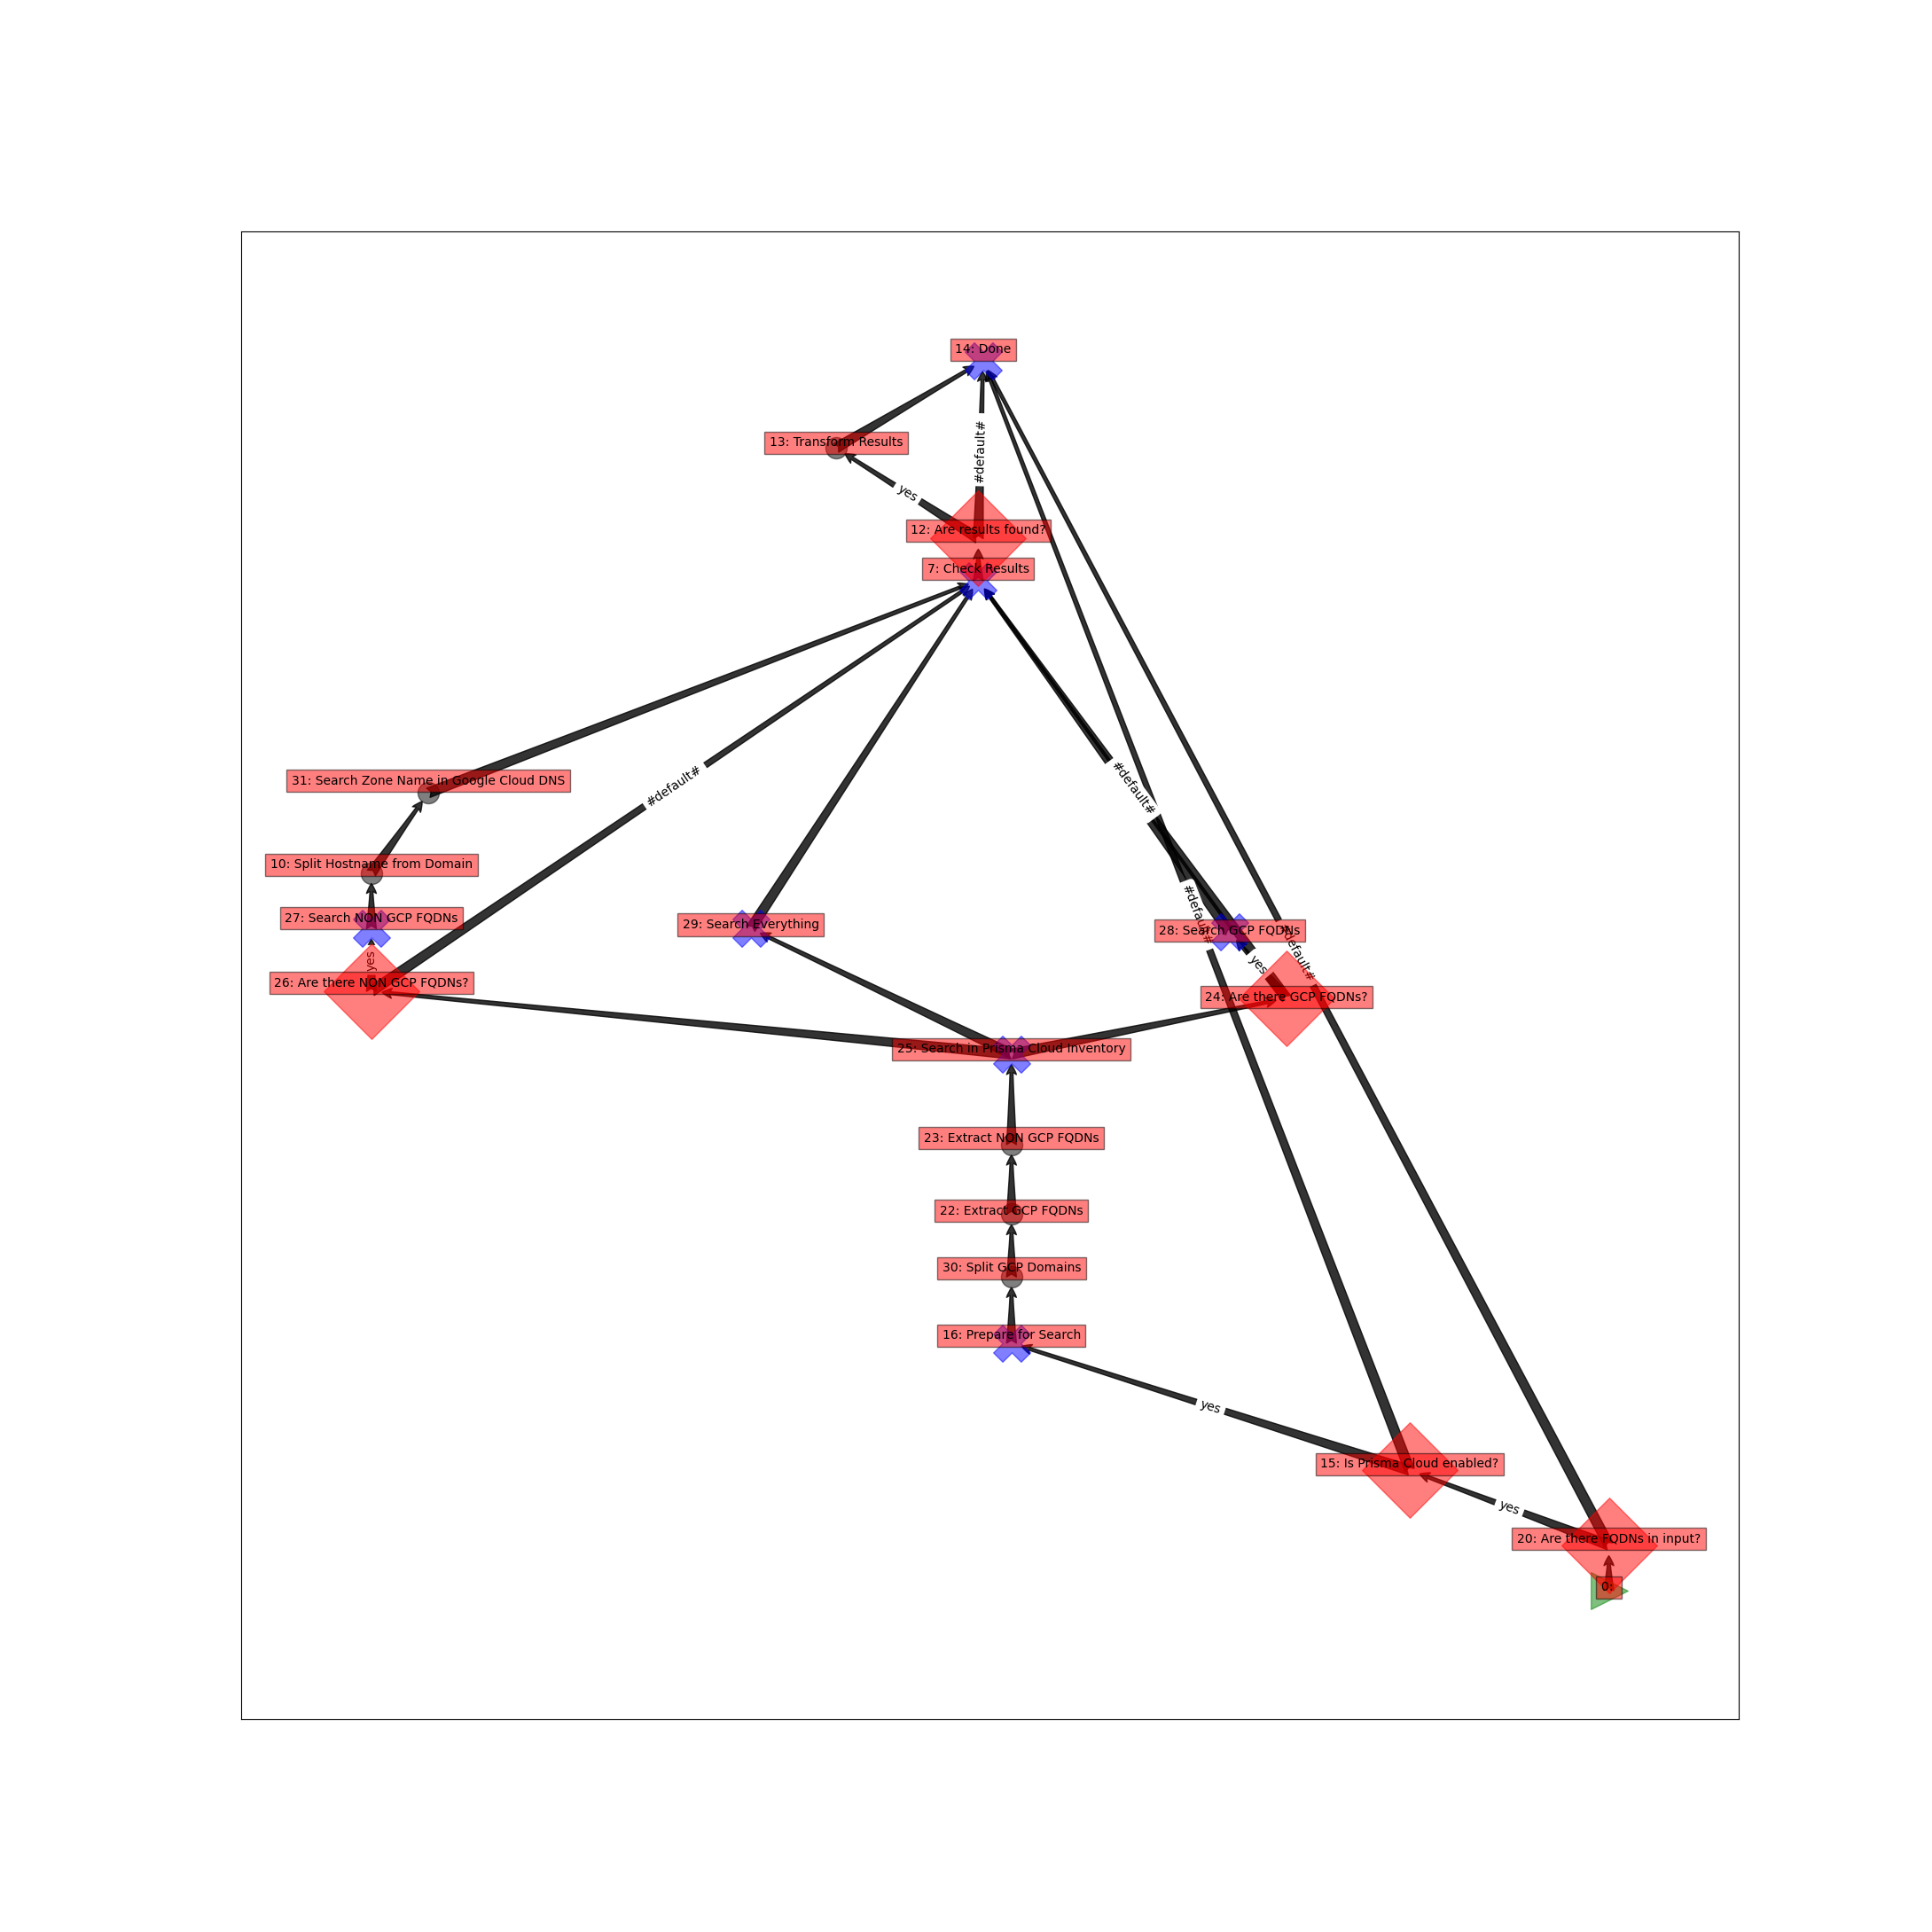 14: Done
13: Transform Results
#default#
yes
12: Are results found?
7: Check Results
31: Search Zone Name in Google Cloud DNS
#default#
#default#
10: Split Hostname from Domain
27: Search NON GCP FQDNs
29: Search Everything
#default#
28: Search GCP FQDNs
#default#
yes
yes
26: Are there NON GCP FQDNs?
24: Are there GCP FQDNs?
25: Search in Prisma Cloud Inventory
23: Extract NON GCP FQDNs
22: Extract GCP FQDNs
30: Split GCP Domains
16: Prepare for Search
yes
15: Is Prisma Cloud enabled?
yes
20: Are there FQDNs in input?
0: